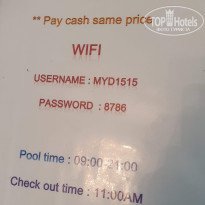 ** Pay cash same price
TOP HOTELS
WIFI
USERNAME : MYD1515
PASSWORD : 8786
Pool time : 09:00-21:00
Check out time : 11:00AM